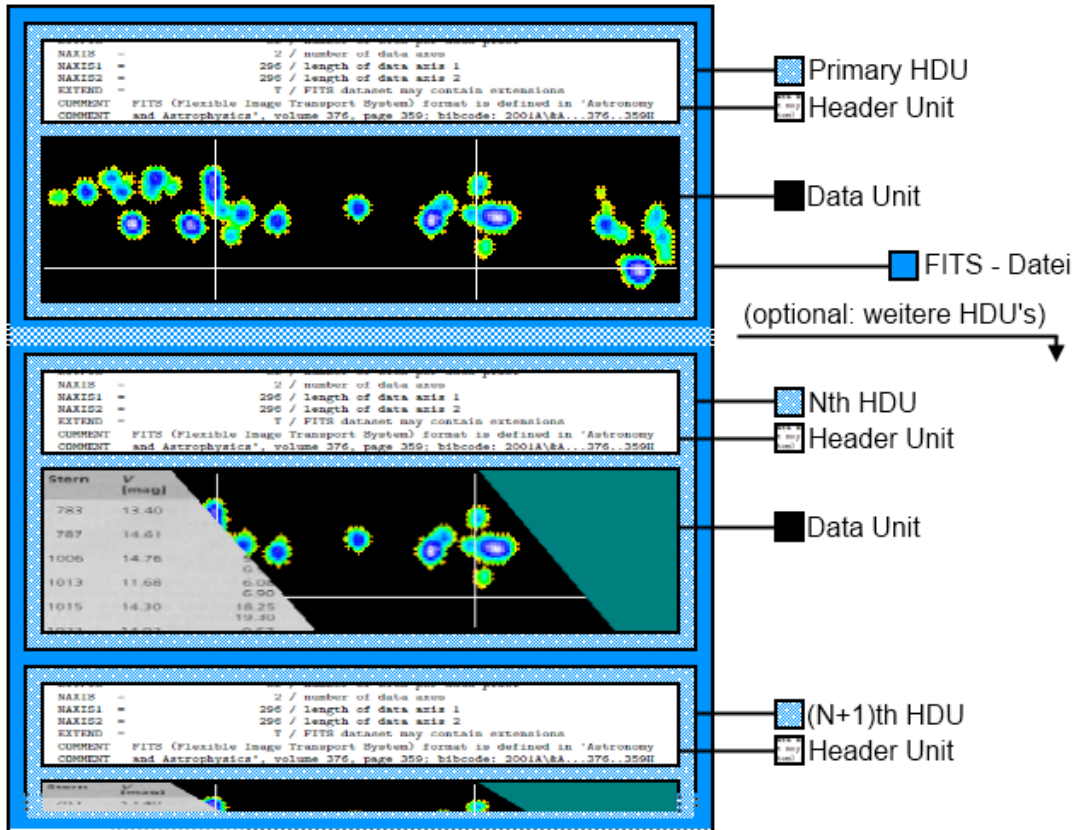 NAXIS = 2 / number of data axes
NAXIS1 = 296 / length of data axis 1
NAXIS2 = 296 / length of data axis 2
EXTEND = T / FITS dataset may contain extensions
COMMENT FITS (Flexible Image Transport System) format is defined in 'Astronomy
COMMENT and Astrophysics', volume 376, page 359; bibcode: 2001A\&A...376..359H
Primary HDU
Header Unit
Data Unit
FITS - Datei
(optional: weitere HDU's)
NAXIS = 2 / number of data axes
NAXIS1 = 296 / length of data axis 1
NAXIS2 = 296 / length of data axis 2
EXTEND = T / FITS dataset may contain extensions
COMMENT FITS (Flexible Image Transport System) format is defined in 'Astronomy
COMMENT and Astrophysics', volume 376, page 359; bibcode: 2001A\&A...376..359H
Nth HDU
Header Unit
Stern V
[mag]
783 13.40
787 14.61
1006 14.76
1013 11.68 6.08
6.90
1015 14.30 18.25
19.30
Data Unit
NAXIS = 2 / number of data axes
NAXIS1 = 296 / length of data axis 1
NAXIS2 = 296 / length of data axis 2
EXTEND = T / FITS dataset may contain extensions
COMMENT FITS (Flexible Image Transport System) format is defined in 'Astronomy
COMMENT and Astrophysics', volume 376, page 359; bibcode: 2001A\&A...376..359H
(N+1)th HDU
Header Unit
Stern V